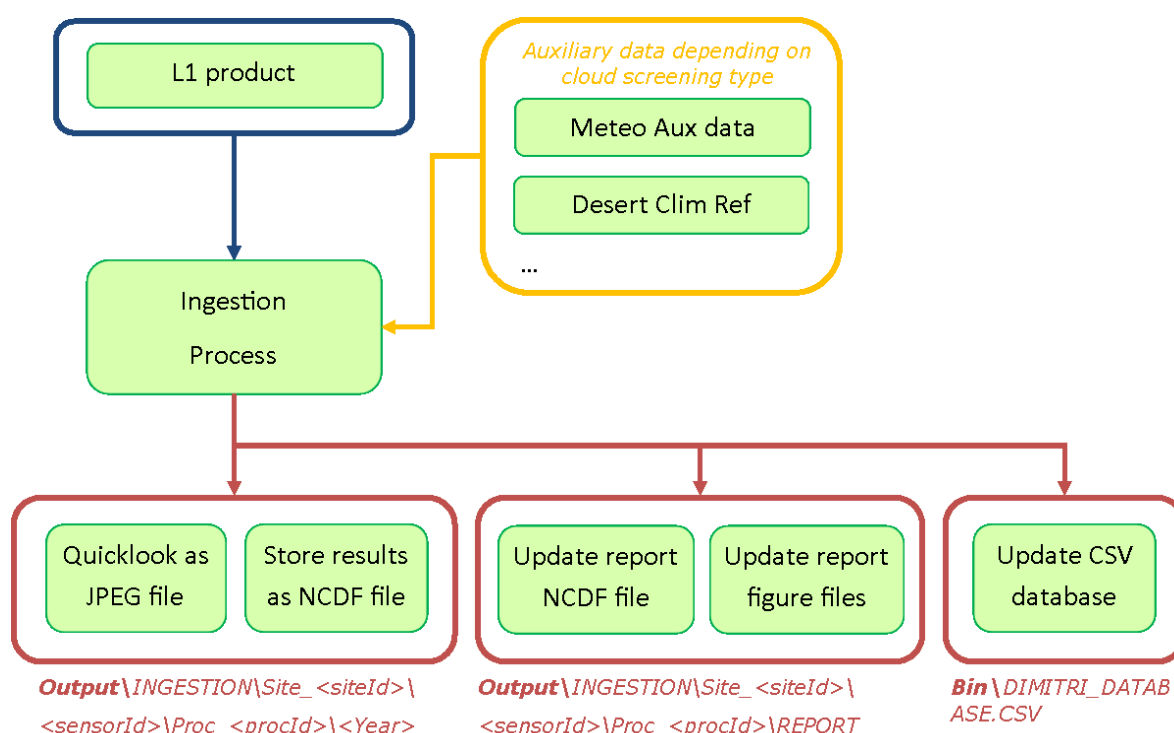 L1 product
Auxiliary data depending on
cloud screening type
Meteo Aux data
Desert Clim Ref
...
Ingestion
Process
Quicklook as
JPEG file
Store results
as NCDF file
Update report
NCDF file
Update report
figure files
Update CSV
database
Output\INGESTION\Site_<siteId>\
<sensorId>\Proc_<procId>\<Year>
Output\INGESTION\Site_<siteId>\
<sensorId>\Proc_<procId>\REPORT
Bin\DIMITRI_DATAB
ASE.CSV